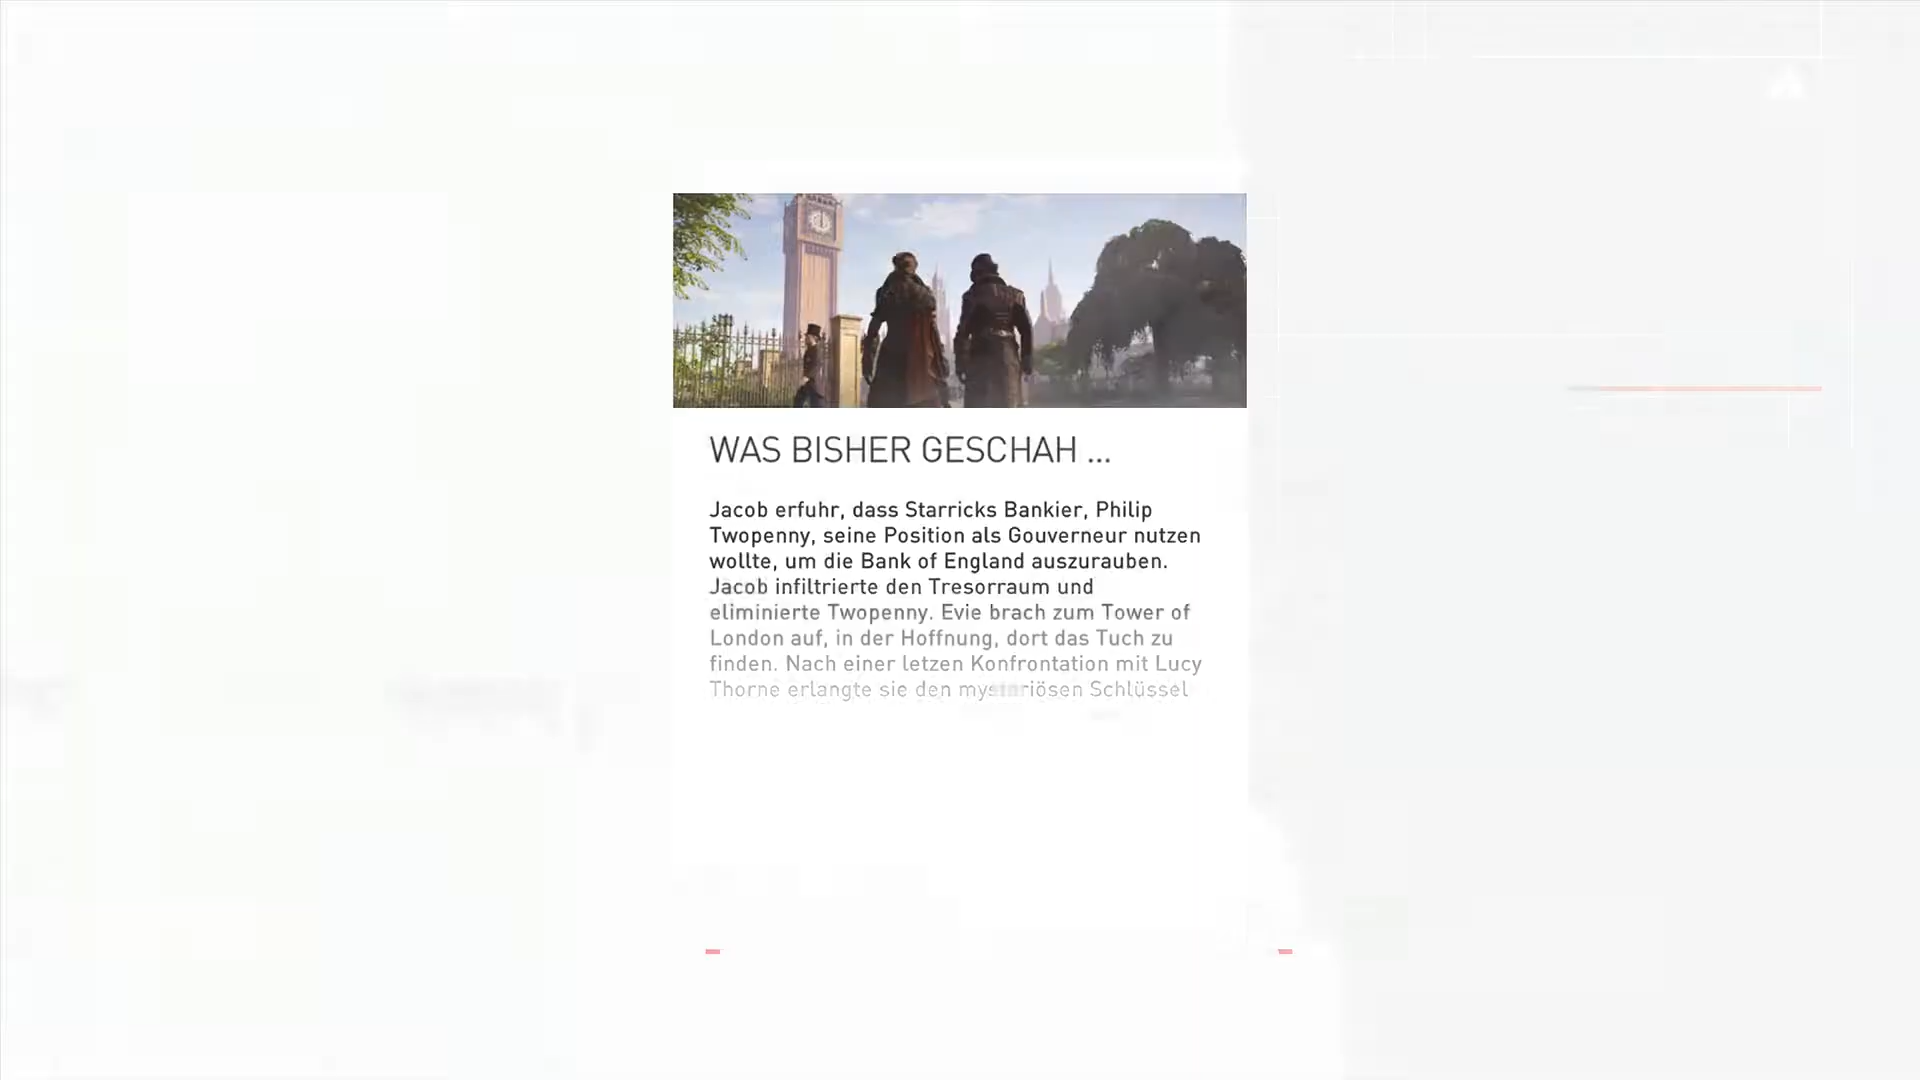 WAS BISHER GESCHAH ...
Jacob erfuhr, dass Starricks Bankier, Philip
Twopenny, seine Position als Gouverneur nutzen
wollte, um die Bank of England auszurauben.
Jacob infiltrierte den Tresorraum und
eliminierte Twopenny. Evie brach zum Tower of
London auf, in der Hoffnung, dort das Tuch zu
finden. Nach einer letzen Konfrontation mit Lucy
Thorne erlangte sie den mysteriösen Schlüssel